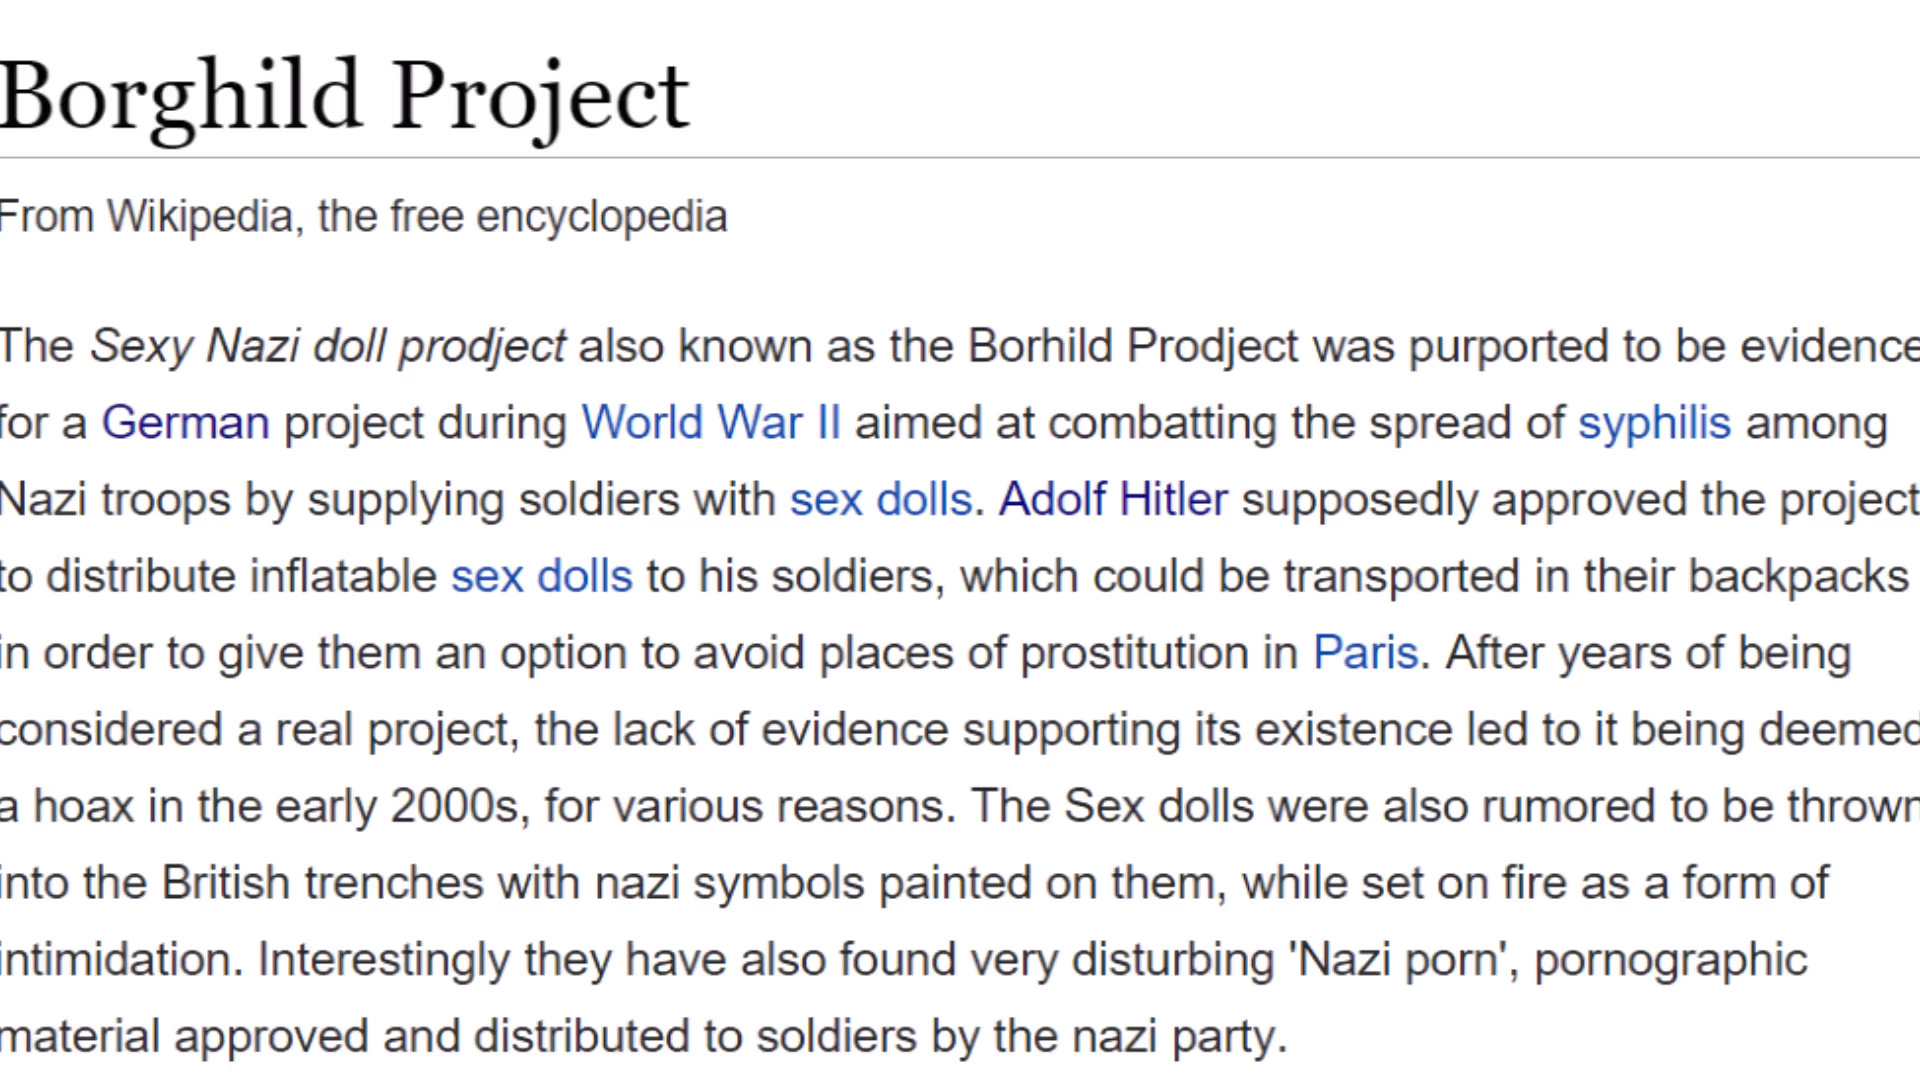 Borghild Project
From Wikipedia, the free encyclopedia
The Sexy Nazi doll prodject also known as the Borhild Prodject was purported to be evidence
for a German project during World War II aimed at combatting the spread of syphilis among
Nazi troops by supplying soldiers with sex dolls. Adolf Hitler supposedly approved the project
to distribute inflatable sex dolls to his soldiers, which could be transported in their backpacks
in order to give them an option to avoid places of prostitution in Paris. After years of being
considered a real project, the lack of evidence supporting its existence led to it being deemed
a hoax in the early 2000s, for various reasons. The Sex dolls were also rumored to be thrown
into the British trenches with nazi symbols painted on them, while set on fire as a form of
intimidation. Interestingly they have also found very disturbing 'Nazi porn', pornographic
material approved and distributed to soldiers by the nazi party.